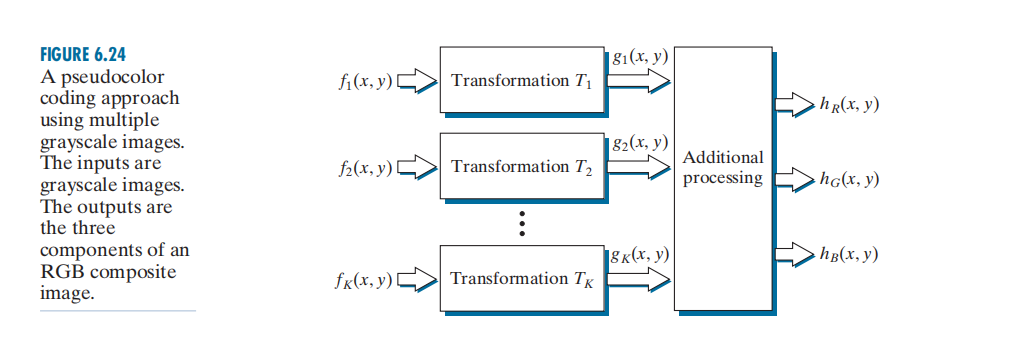 FIGURE 6.24
A pseudocolor
coding approach
using multiple
grayscale images.
The inputs are
grayscale images.
The outputs are
the three
components of an
RGB composite
image.
f₁(x, y)
Transformation T₁
g₁(x, y)
f₂(x, y)
Transformation T₂
g₂(x, y)
fK(x, y)
Transformation TK
gK(x, y)
Additional
processing
hR(x, y)
hG(x, y)
hB(x, y)